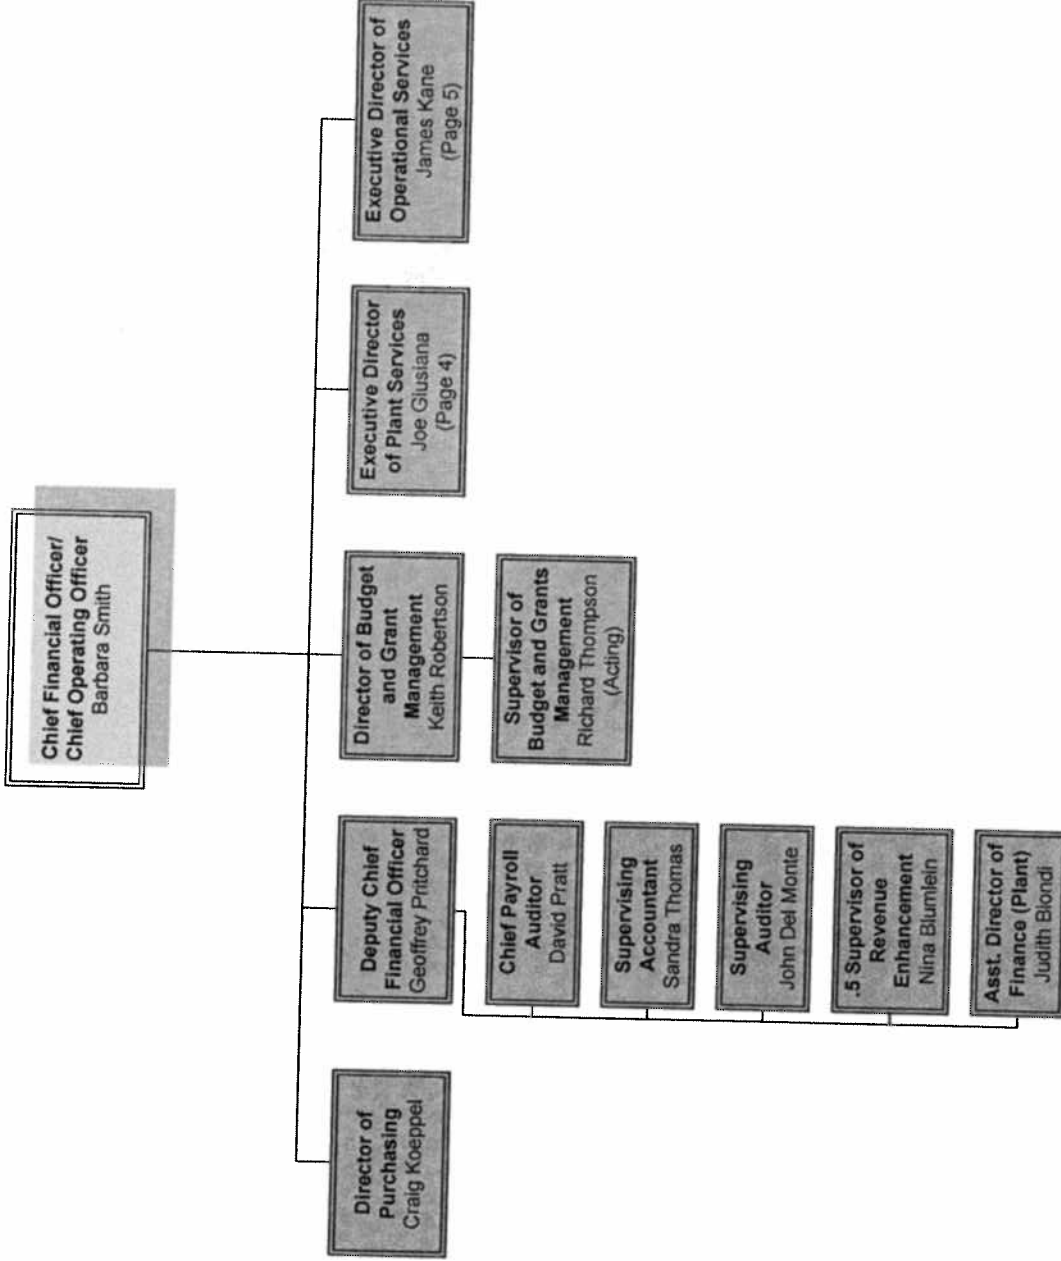 Chief Financial Officer/
Chief Operating Officer
Barbara Smith
Director of
Purchasing
Craig Koeppel
Deputy Chief
Financial Officer
Geoffrey Pritchard
Chief Payroll
Auditor
David Pratt
Supervising
Accountant
Sandra Thomas
Supervising
Auditor
John Del Monte
.5 Supervisor of
Revenue
Enhancement
Nina Blumlein
Asst. Director of
Finance (Plant)
Judith Biondi
Director of Budget
and Grant
Management
Keith Robertson
Supervisor of
Budget and Grants
Management
Richard Thompson
(Acting)
Executive Director
of Plant Services
Joe Giusiana
(Page 4)
Executive Director of
Operational Services
James Kane
(Page 5)